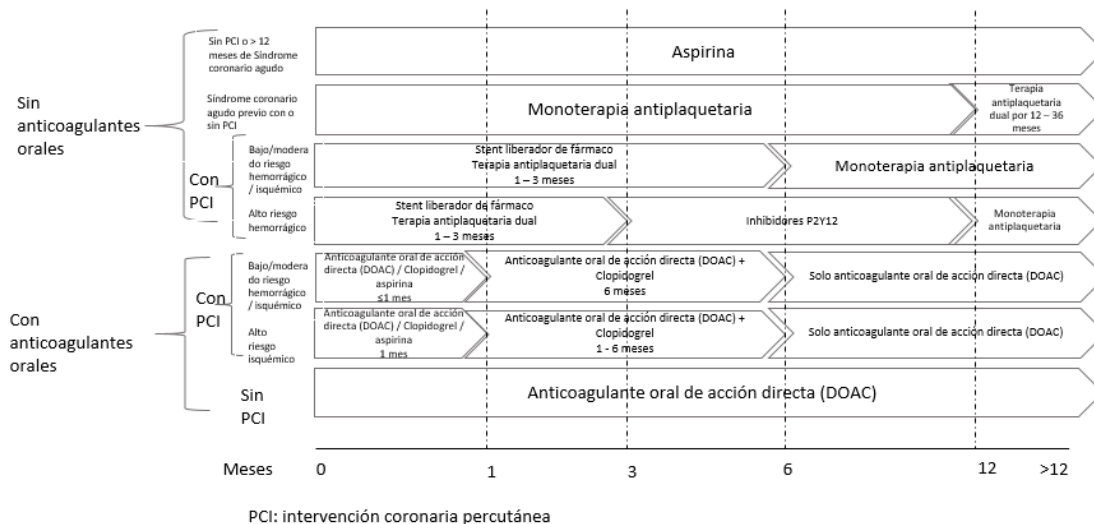 Sin
anticoagulantes
orales
Sin PCI o > 12
meses de Síndrome
coronario agudo
Aspirina
Síndrome coronario
agudo previo con o
sin PCI
Monoterapia antiplaquetaria
Terapia
antiplaquetaria
dual por 12 – 36
meses
Con
PCI
Bajo/modera
do riesgo
hemorrágico
/ isquémico
Stent liberador de fármaco
Terapia antiplaquetaria dual
1 – 3 meses
Monoterapia antiplaquetaria
Alto riesgo
hemorrágico
Stent liberador de fármaco
Terapia antiplaquetaria dual
1 – 3 meses
Inhibidores P2Y12
Monoterapia
antiplaquetaria
Con
anticoagulantes
orales
Con
PCI
Bajo/modera
do riesgo
hemorrágico
/ isquémico
Anticoagulante oral de acción
directa (DOAC) / Clopidogrel /
aspirina
≤1 mes
Anticoagulante oral de acción directa (DOAC) +
Clopidogrel
6 meses
Solo anticoagulante oral de acción directa (DOAC)
Alto
riesgo
isquémico
Anticoagulante oral de acción
directa (DOAC) / Clopidogrel /
aspirina
1 mes
Anticoagulante oral de acción directa (DOAC) +
Clopidogrel
1 - 6 meses
Solo anticoagulante oral de acción directa (DOAC)
Sin
PCI
Anticoagulante oral de acción directa (DOAC)
Meses 0 1 3 6 12 >12
PCI: intervención coronaria percutánea